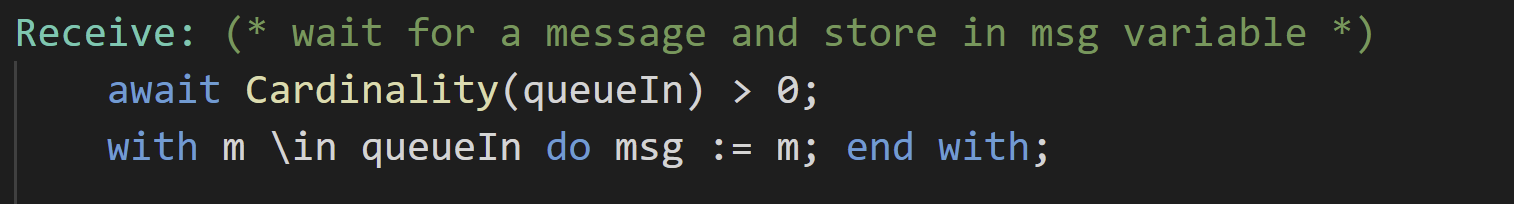 Receive: (* wait for a message and store in msg variable *)
await Cardinality(queueIn) > 0;
with m \in queueIn do msg := m; end with;